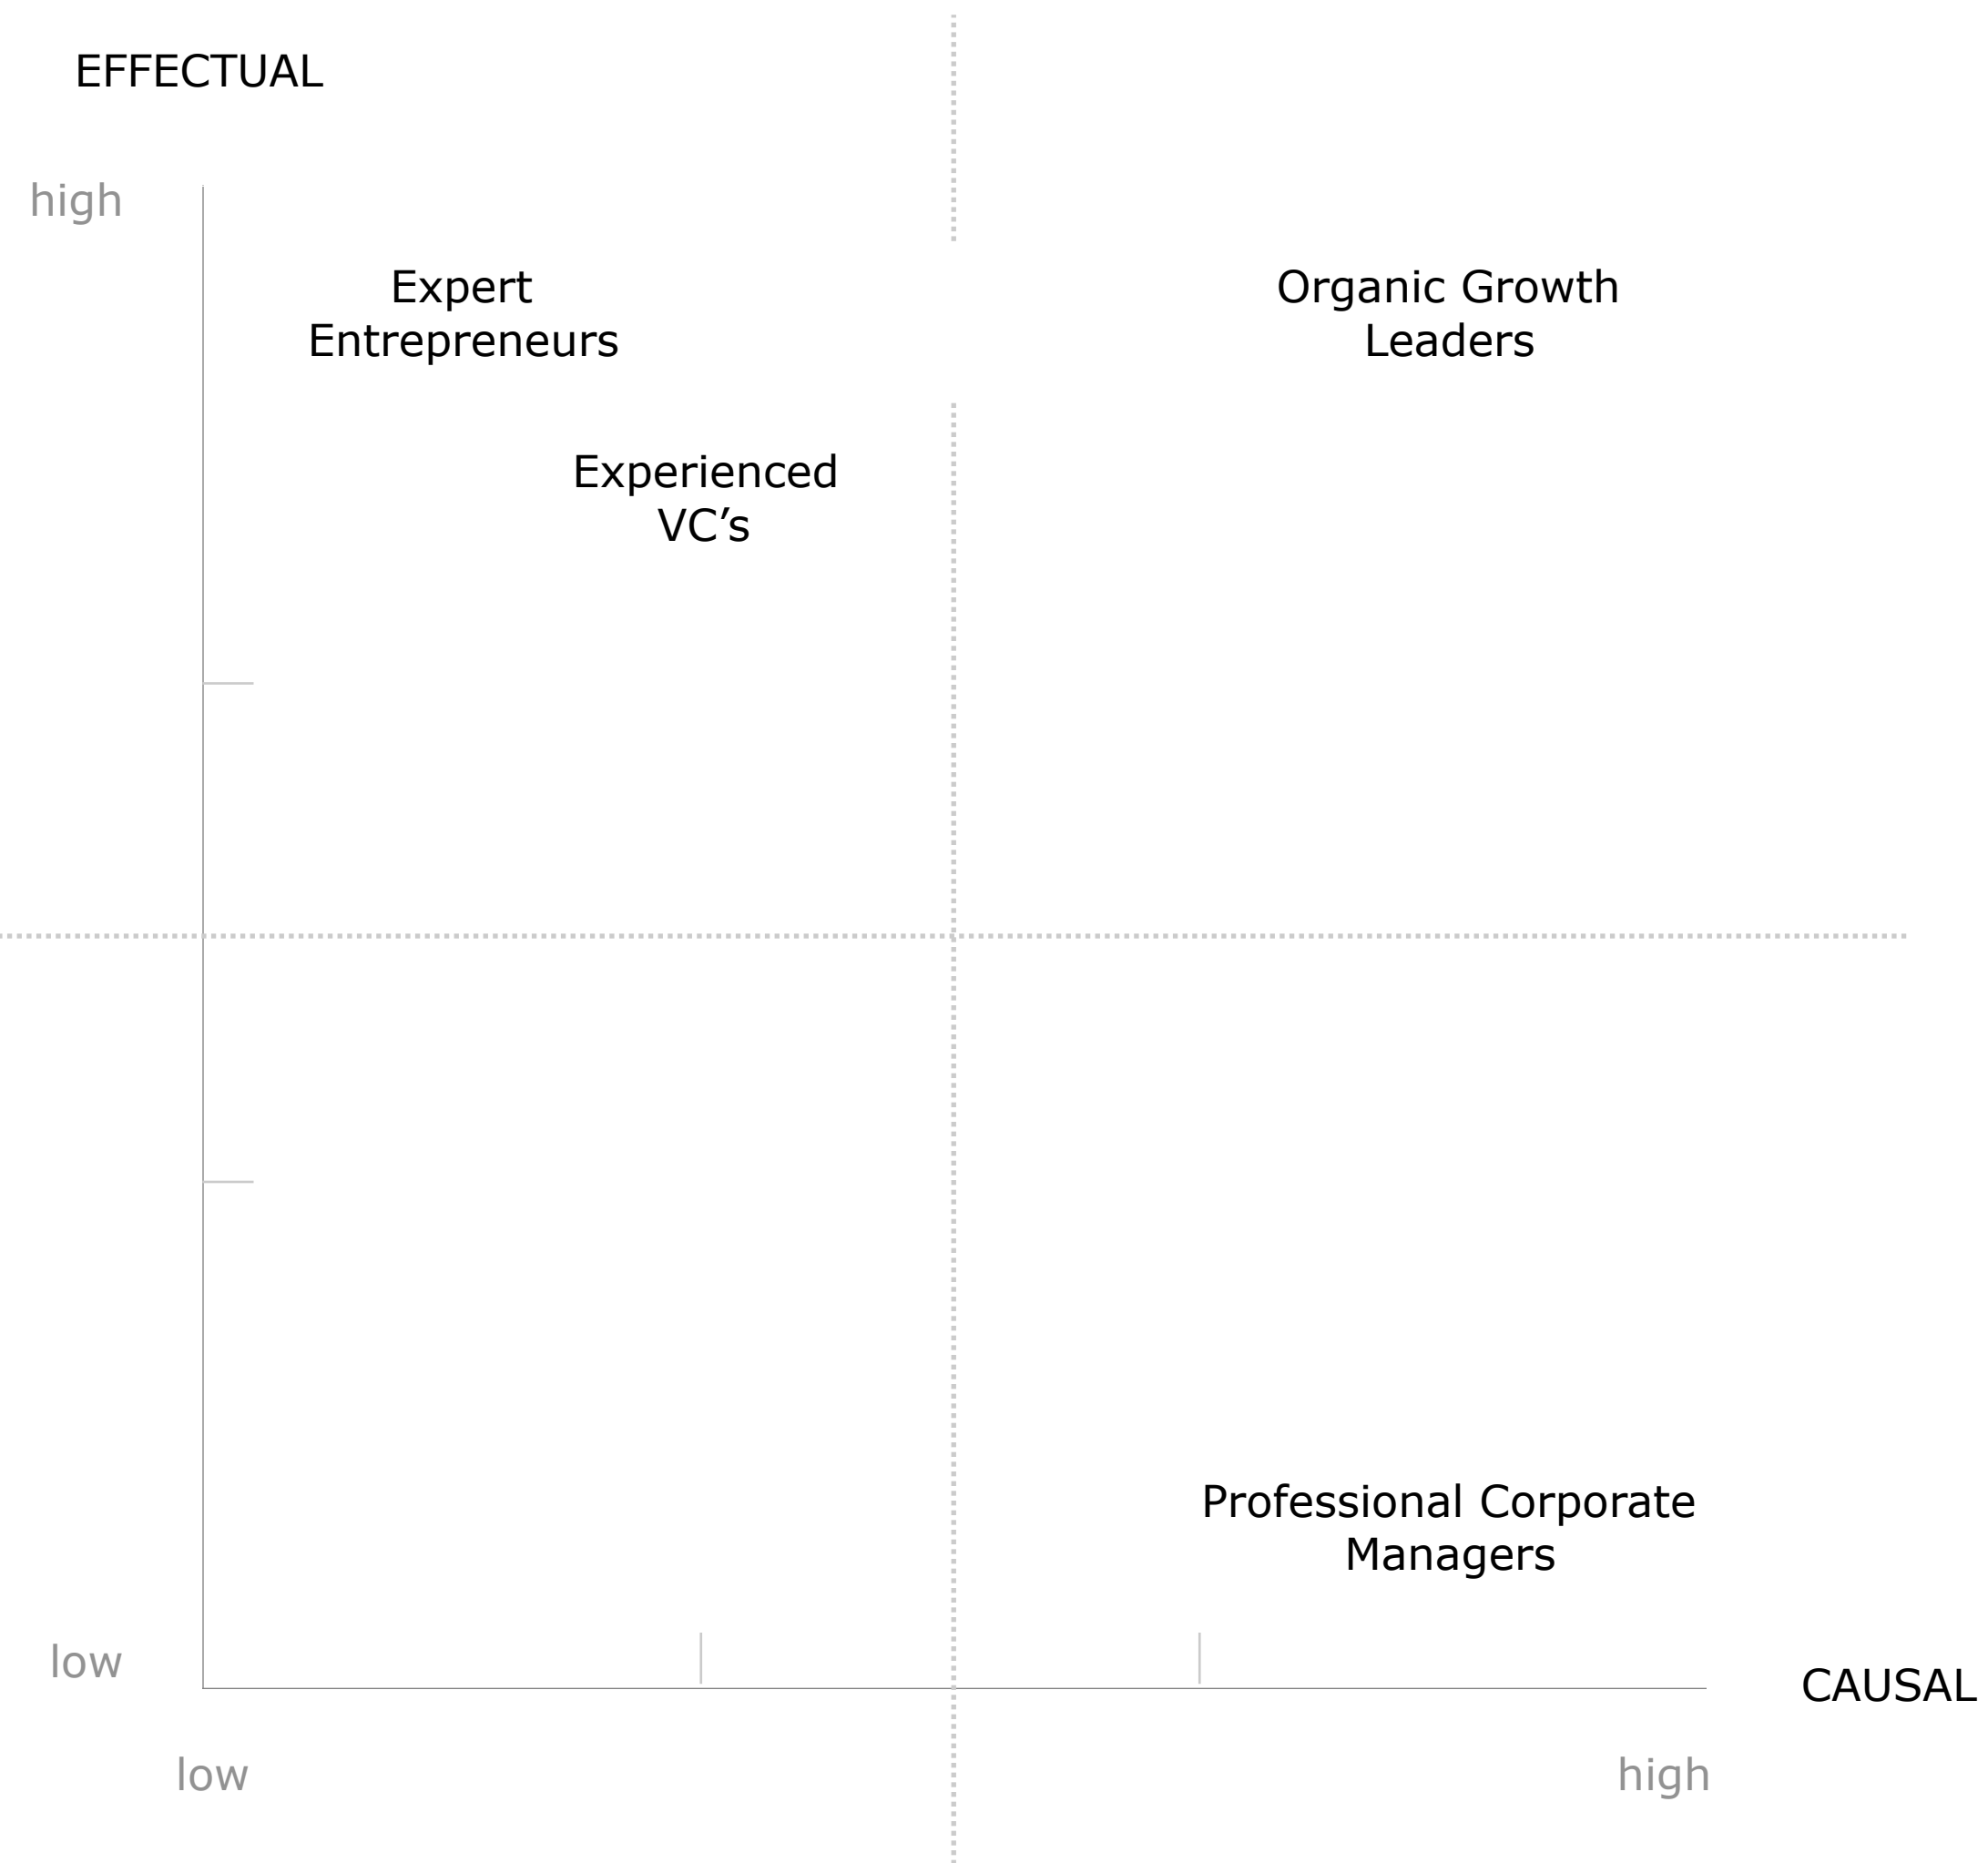 EFFECTUAL
high
Expert
Entrepreneurs
Organic Growth
Leaders
Experienced
VC’s
Professional Corporate
Managers
low
CAUSAL
low
high